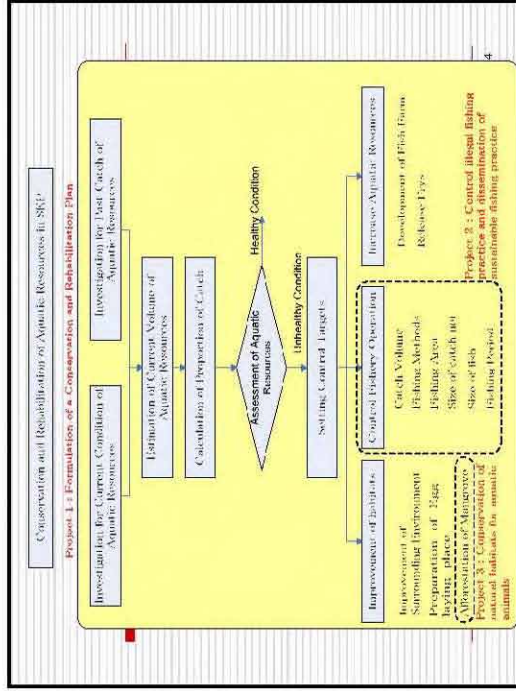 Conservation and Rehabilitation of Aquatic Resources in SKP
Project 1 : Formulation of a Conservation and Rehabilitation Plan
Investigation for Current Condition of
Aquatic Resources
Investigation for Past Catch of
Aquatic Resources
Estimation of Current Volume of
Aquatic Resources
Calculation of Proportion of Catch
Assessment of Aquatic
Resources
Healthy Condition
Unhealthy Condition
Setting Control Targets
Improvement of habitats
Improvement of
Surrounding Environment
Preparation of Egg
laying place
Afforestation of Mangrove
Project 3 : Conservation of
natural habitats for aquatic
animals
Control Fishery Operation
Catch Volume
Fishing Methods
Fishing Area
Size of catch net
Size of fish
Fishing Period
Increase Aquatic Resources
Development of Fish Farm
Release Frys
Project 2 : Control illegal fishing
practice and dissemination of
sustainable fishing practice
4